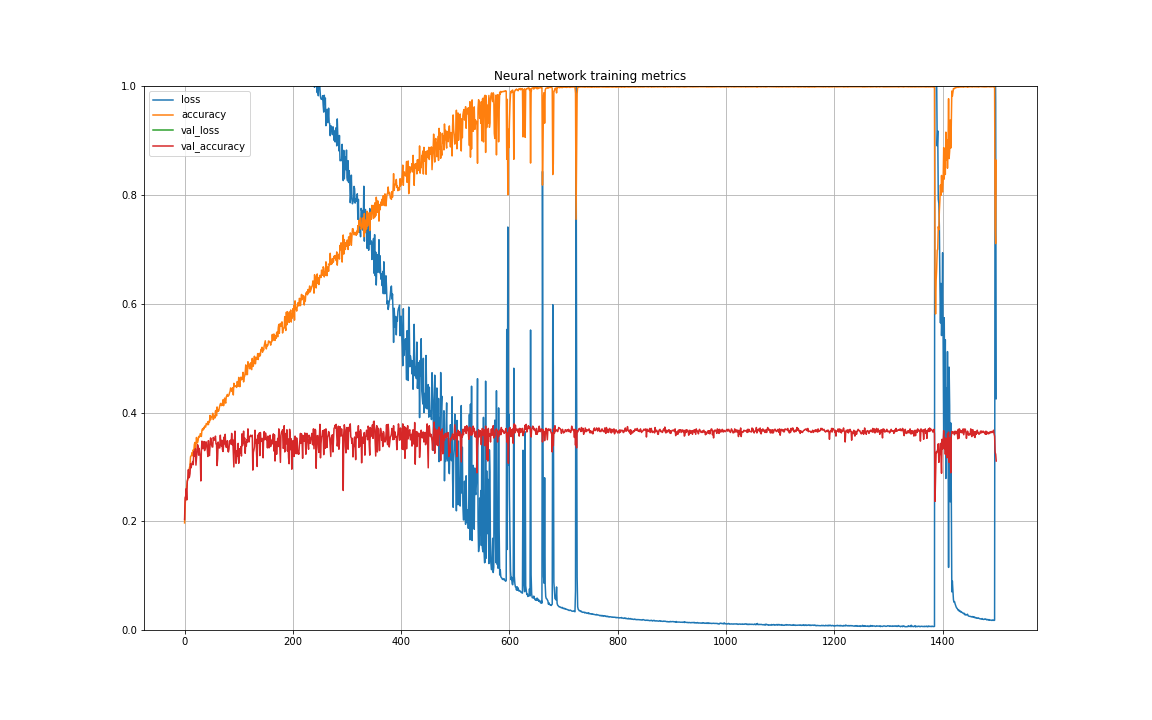 Neural network training metrics
1.0
loss
accuracy
val_loss
val_accuracy
0.8
0.6
0.4
0.2
0.0
0 200 400 600 800 1000 1200 1400